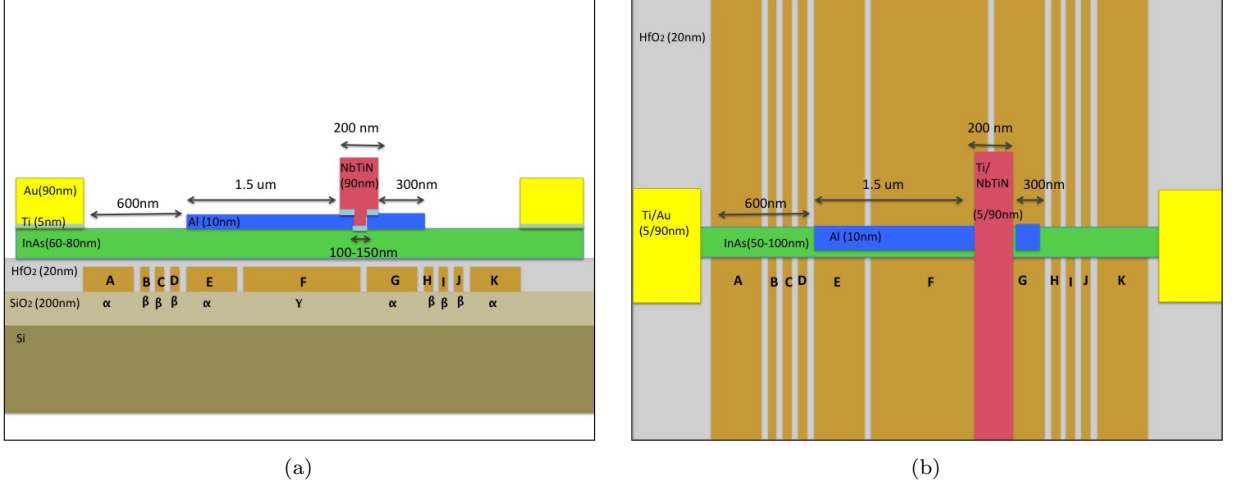 200 nm
NbTiN
(90nm)
Au(90nm)
1.5 um
300nm
600nm
Ti (5nm)
Al (10nm)
InAs(60-80nm)
100-150nm
HfO2 (20nm)
A B C D E F G H I J K
SiO2 (200nm)
α β β β α γ α β β β α
Si
(a)
HfO2 (20nm)
200 nm
Ti/
NbTiN
1.5 um
300nm
600nm
Ti/Au
(5/90nm)
(5/90nm)
Al (10nm)
InAs(50-100nm)
A B C D E F G H I J K
(b)